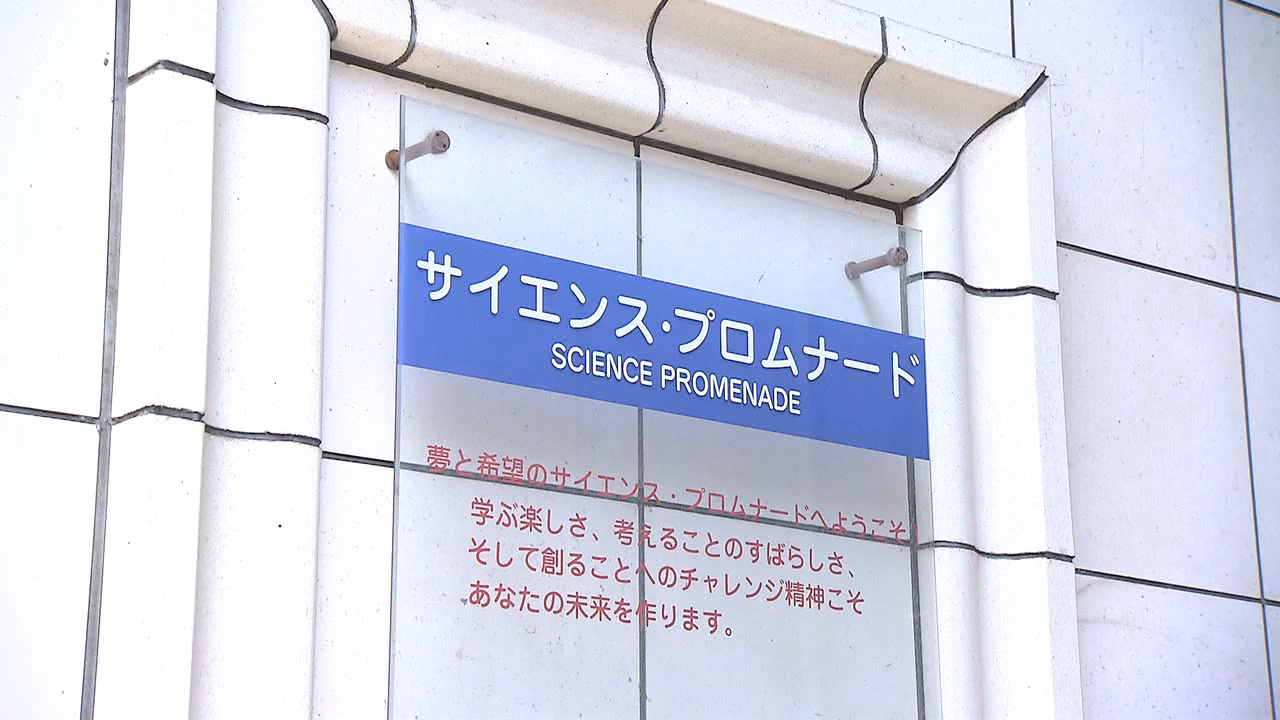 サイエンス・プロムナード
SCIENCE PROMENADE
夢と希望のサイエンス・プロムナードへようこそ！
学ぶ楽しさ、考えることのすばらしさ、
そして創ることへのチャレンジ精神こそ
あなたの未来を作ります。